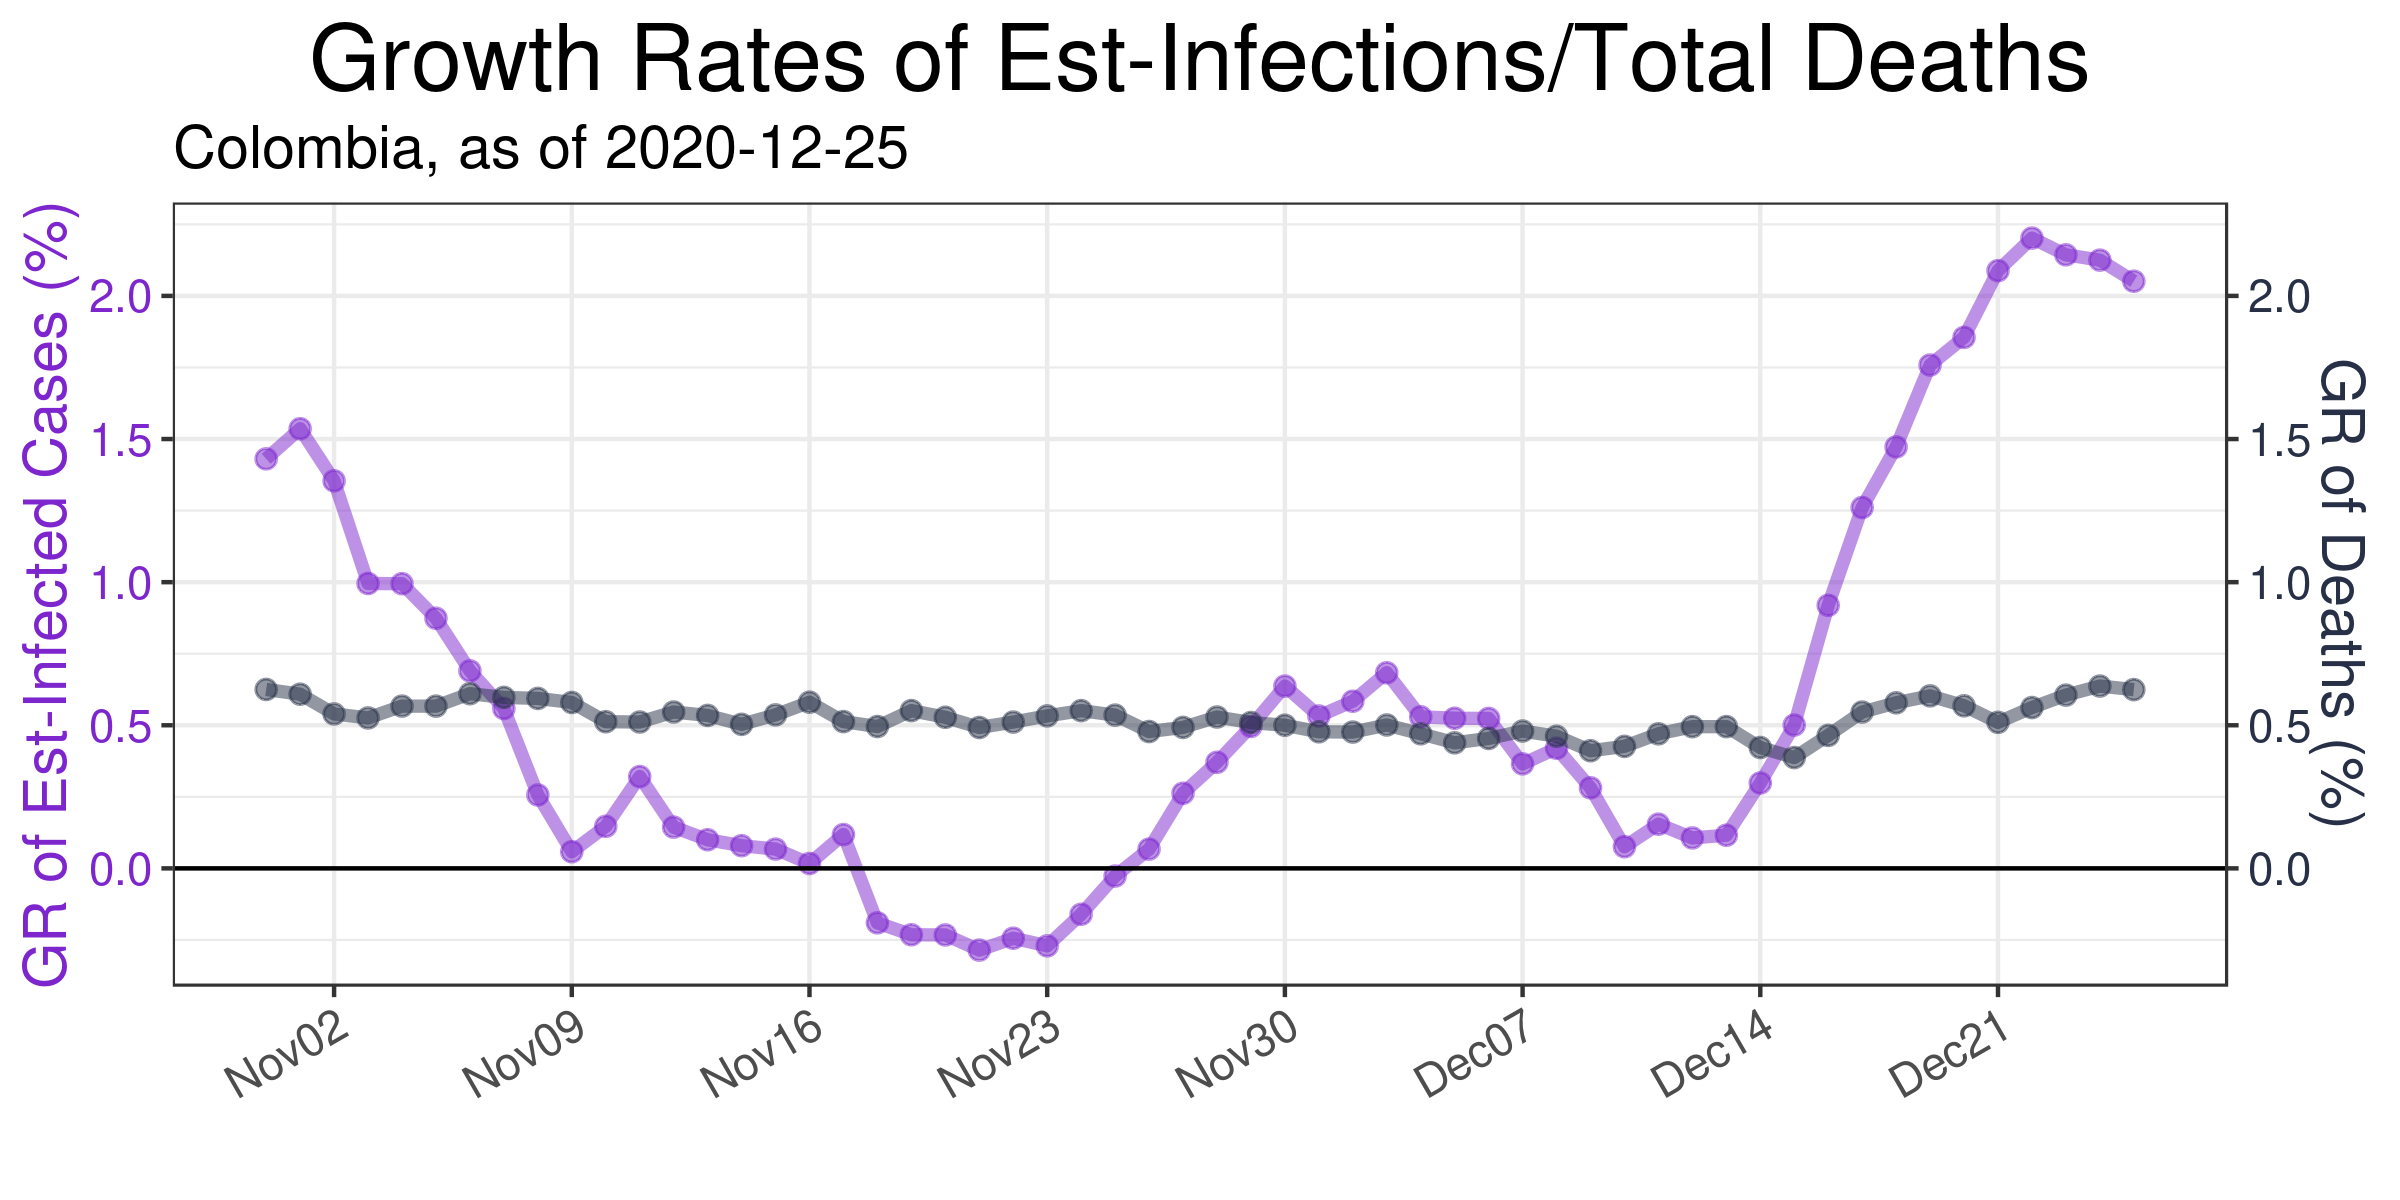 Growth Rates of Est-Infections/Total Deaths
Colombia, as of 2020-12-25
GR of Est-Infected Cases (%)
2.0
1.5
1.0
0.5
0.0
2.0
1.5
1.0
0.5
0.0
GR of Deaths (%)
Nov02
Nov09
Nov16
Nov23
Nov30
Dec07
Dec14
Dec21